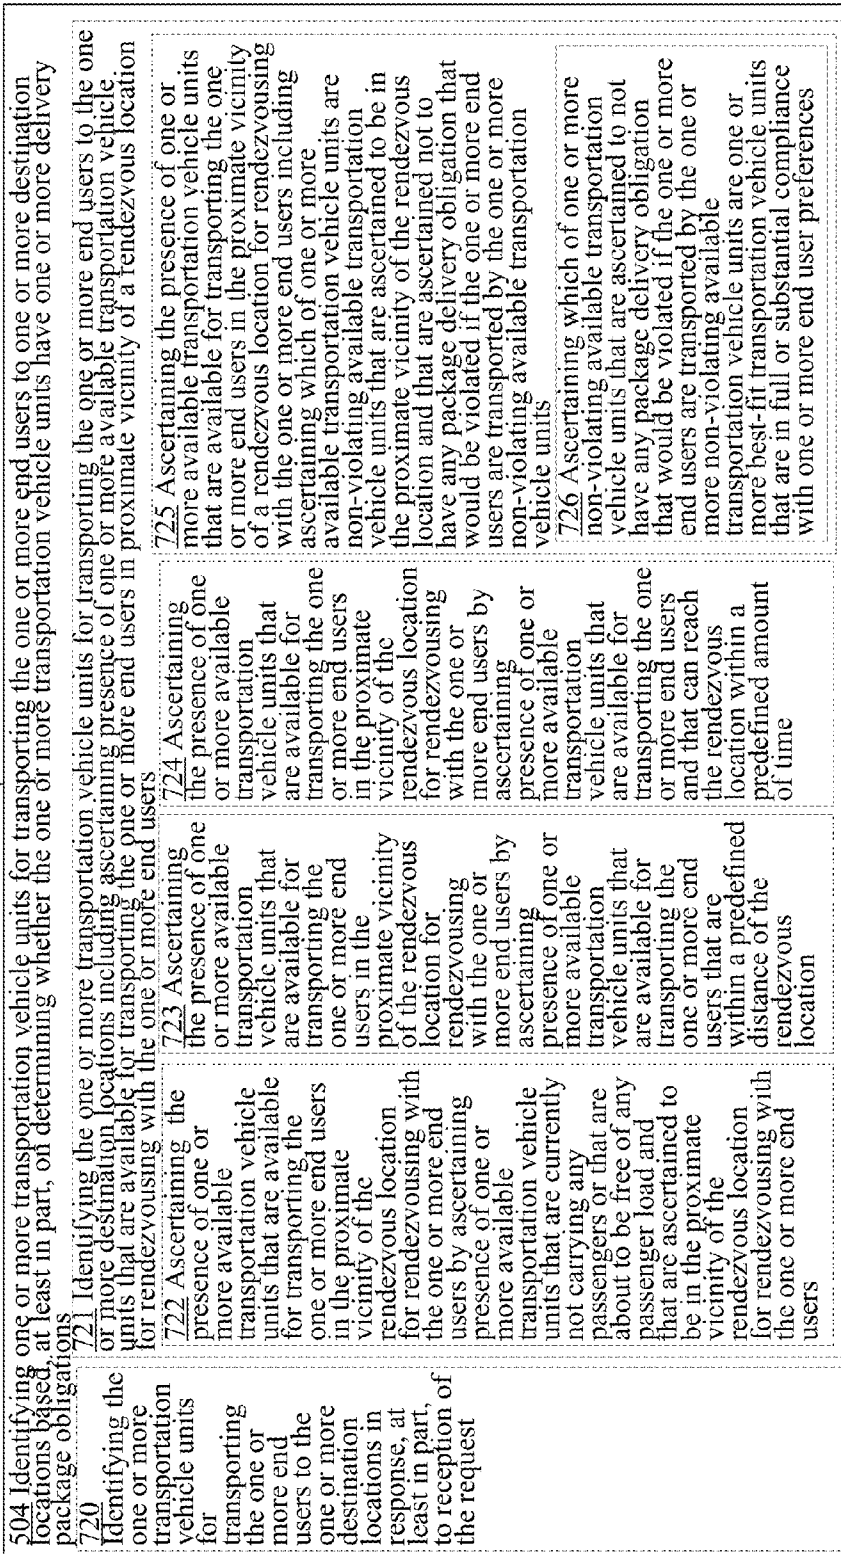 504 Identifying one or more transportation vehicle units for transporting the one or more end users to one or more destination
locations based, at least in part, on determining whether the one or more transportation vehicle units have one or more delivery
package obligations
720
Identifying the
one or more
transportation
vehicle units
for
transporting
the one or
more end
users to the
one or more
destination
locations in
response, at
least in part,
to reception of
the request
721 Identifying the one or more transportation vehicle units for transporting the one or more end users to the one
or more destination locations including ascertaining presence of one or more available transportation vehicle
units that are available for transporting the one or more end users in proximate vicinity of a rendezvous location
for rendezvousing with the one or more end users
722 Ascertaining the
presence of one or
more available
transportation vehicle
units that are available
for transporting the
one or more end users
in the proximate
vicinity of the
rendezvous location
for rendezvousing with
the one or more end
users by ascertaining
presence of one or
more available
transportation vehicle
units that are currently
not carrying any
passengers or that are
about to be free of any
passenger load and
that are ascertained to
be in the proximate
vicinity of the
rendezvous location
for rendezvousing with
the one or more end
users
723 Ascertaining
the presence of one
or more available
transportation
vehicle units that
are available for
transporting the
one or more end
users in the
proximate vicinity
of the rendezvous
location for
rendezvousing
with the one or
more end users by
ascertaining
presence of one or
more available
transportation
vehicle units that
are available for
transporting the
one or more end
users that are
within a predefined
distance of the
rendezvous
location
724 Ascertaining
the presence of one
or more available
transportation
vehicle units that
are available for
transporting the one
or more end users
in the proximate
vicinity of the
rendezvous location
for rendezvousing
with the one or
more end users by
ascertaining
presence of one or
more available
transportation
vehicle units that
are available for
transporting the one
or more end users
and that can reach
the rendezvous
location within a
predefined amount
of time
725 Ascertaining the presence of one or
more available transportation vehicle units
that are available for transporting the one
or more end users in the proximate vicinity
of a rendezvous location for rendezvousing
with the one or more end users including
ascertaining which of one or more
available transportation vehicle units are
non-violating available transportation
vehicle units that are ascertained to be in
the proximate vicinity of the rendezvous
location and that are ascertained not to
have any package delivery obligation that
would be violated if the one or more end
users are transported by the one or more
non-violating available transportation
vehicle units
726 Ascertaining which of one or more
non-violating available transportation
vehicle units that are ascertained to not
have any package delivery obligation
that would be violated if the one or more
end users are transported by the one or
more non-violating available
transportation vehicle units are one or
more best-fit transportation vehicle units
that are in full or substantial compliance
with one or more end user preferences